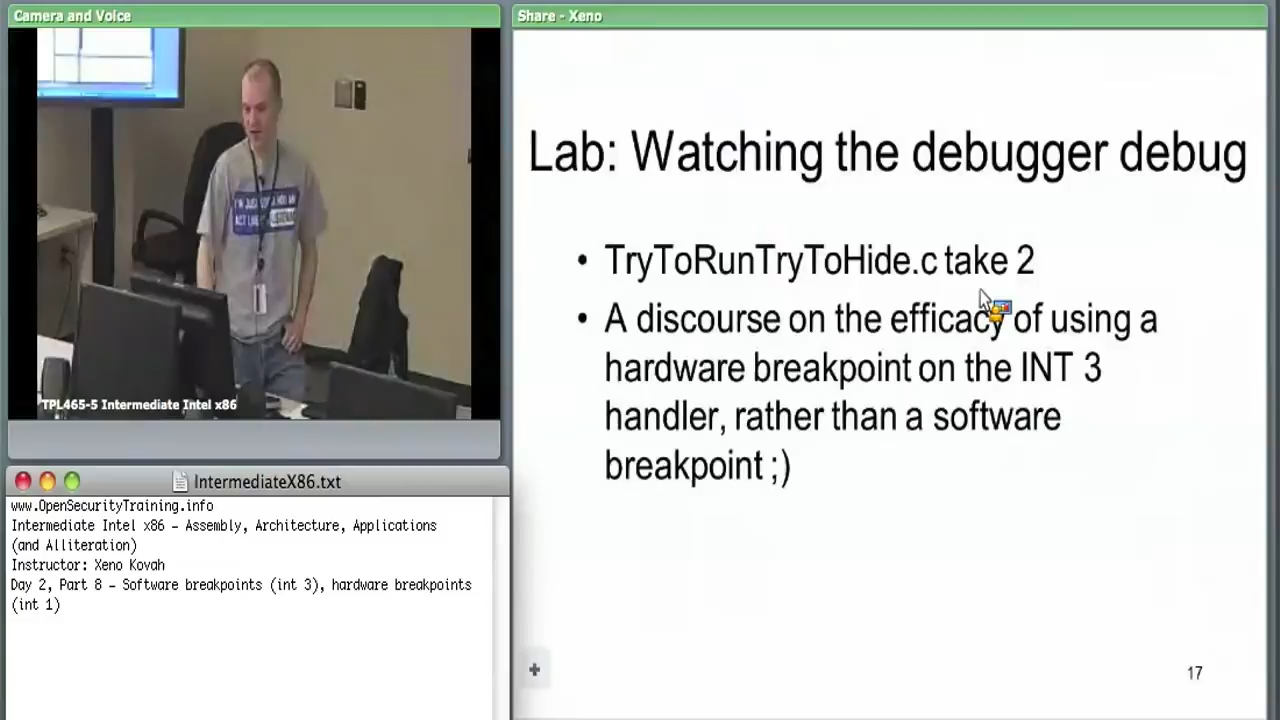 Camera and Voice
TPL465-5 Intermediate Intel x86
IntermediateX86.txt
www.OpenSecurityTraining.info
Intermediate Intel x86 – Assembly, Architecture, Applications
(and Alliteration)
Instructor: Xeno Kovah
Day 2, Part 8 – Software breakpoints (int 3), hardware breakpoints
(int 1)
Share - Xeno
Lab: Watching the debugger debug
• TryToRunTryToHide.c take 2
• A discourse on the efficacy of using a
hardware breakpoint on the INT 3
handler, rather than a software
breakpoint ;)
17